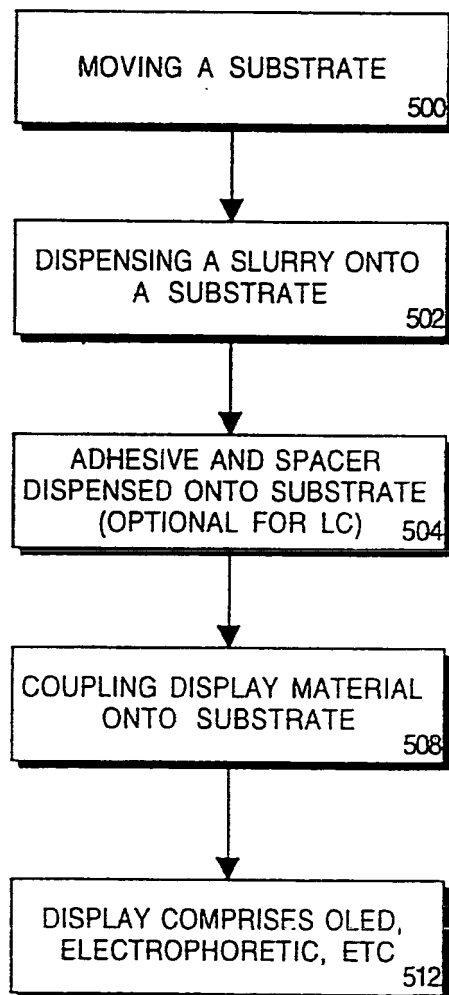 MOVING A SUBSTRATE
500
DISPENSING A SLURRY ONTO
A SUBSTRATE
502
ADHESIVE AND SPACER
DISPENSED ONTO SUBSTRATE
(OPTIONAL FOR LC)
504
COUPLING DISPLAY MATERIAL
ONTO SUBSTRATE
508
DISPLAY COMPRISES OLED,
ELECTROPHORETIC, ETC
512